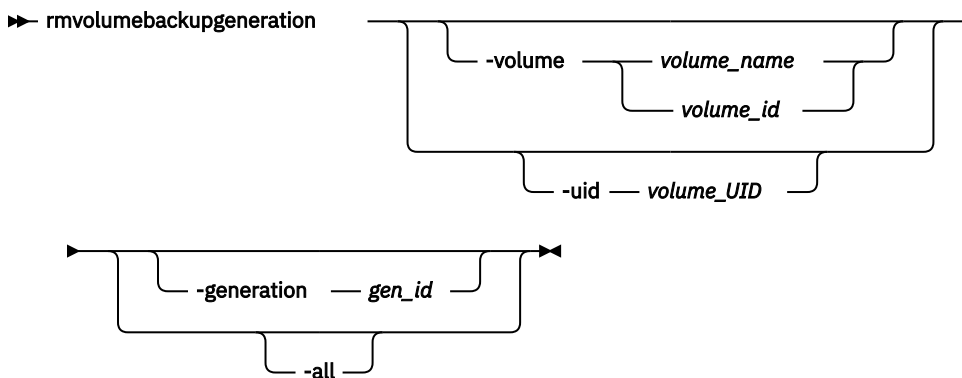 rmvolumebackupgeneration
-volume volume_name
volume_id
-uid volume_UID
-generation gen_id
-all